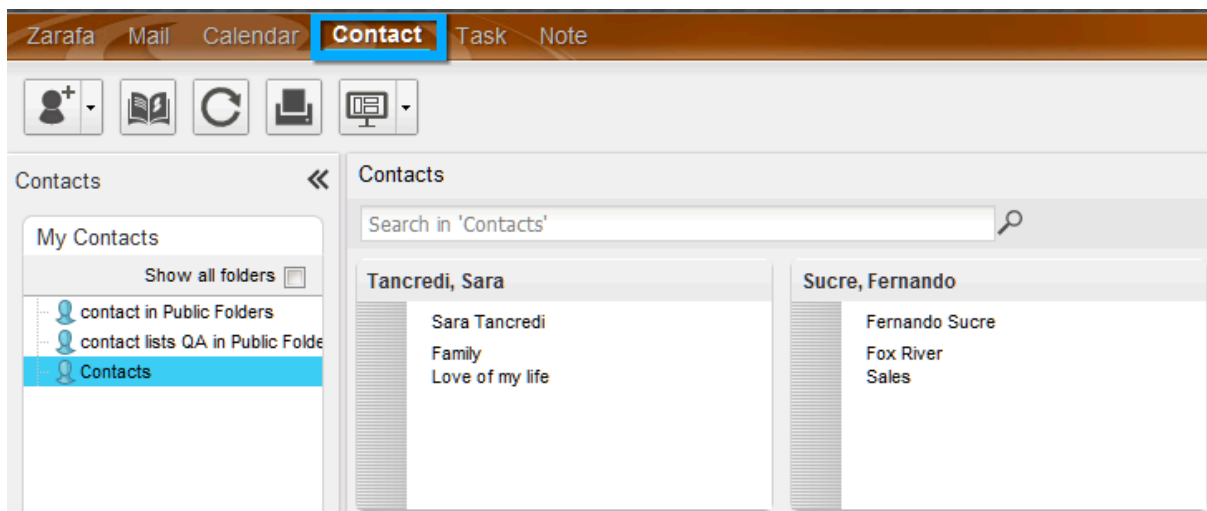 Zarafa Mail Calendar Contact Task Note
Contacts
My Contacts
Show all folders
contact in Public Folders
contact lists QA in Public Folde
Contacts
Contacts
Search in 'Contacts'
Tancredi, Sara
Sara Tancredi
Family
Love of my life
Sucre, Fernando
Fernando Sucre
Fox River
Sales